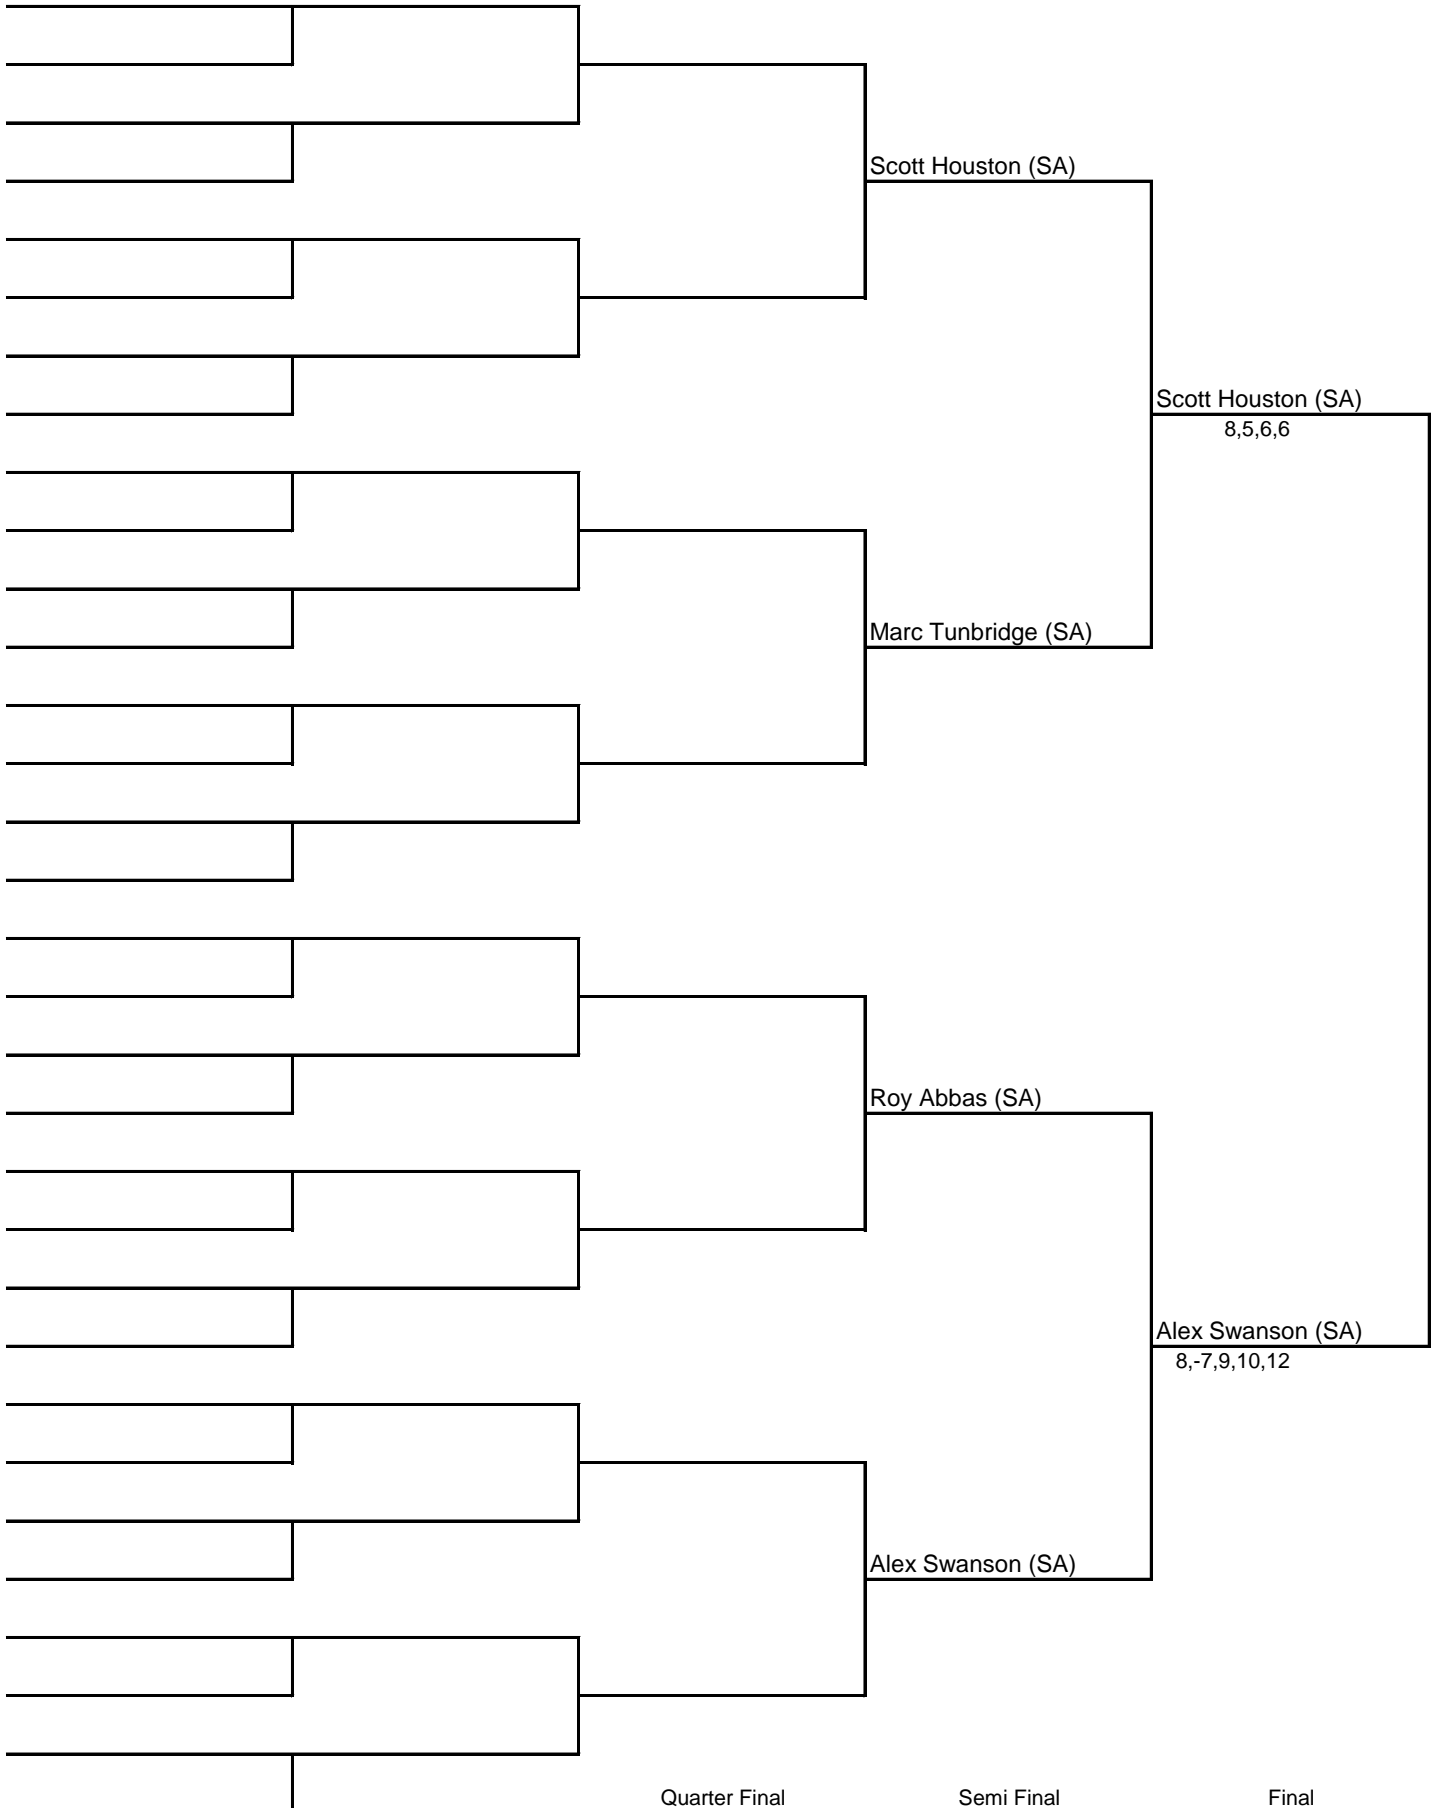 Scott Houston (SA)
Scott Houston (SA)
8,5,6,6
Marc Tunbridge (SA)
Roy Abbas (SA)
Alex Swanson (SA)
8,-7,9,10,12
Alex Swanson (SA)
Quarter Final
Semi Final
Final